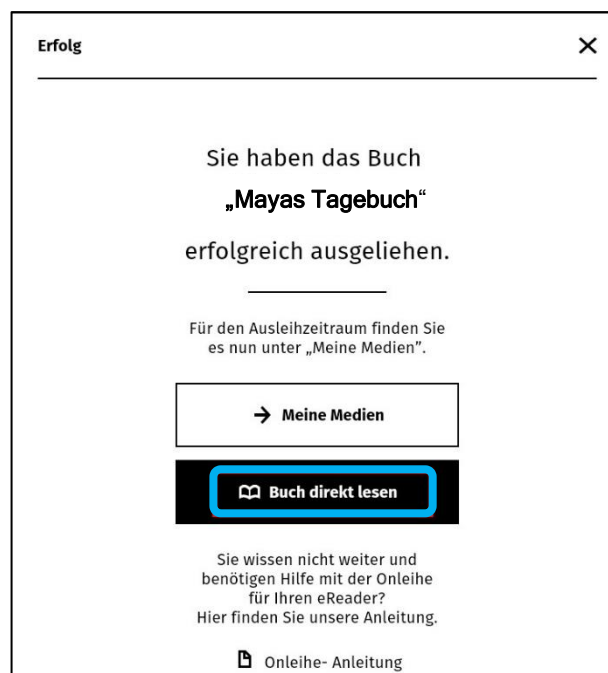 Erfolg
Sie haben das Buch
„Mayas Tagebuch“
erfolgreich ausgeliehen.
Für den Ausleihzeitraum finden Sie
es nun unter „Meine Medien”.
Meine Medien
Buch direkt lesen
Sie wissen nicht weiter und
benötigen Hilfe mit der Onleihe
für Ihren eReader?
Hier finden Sie unsere Anleitung.
Onleihe- Anleitung